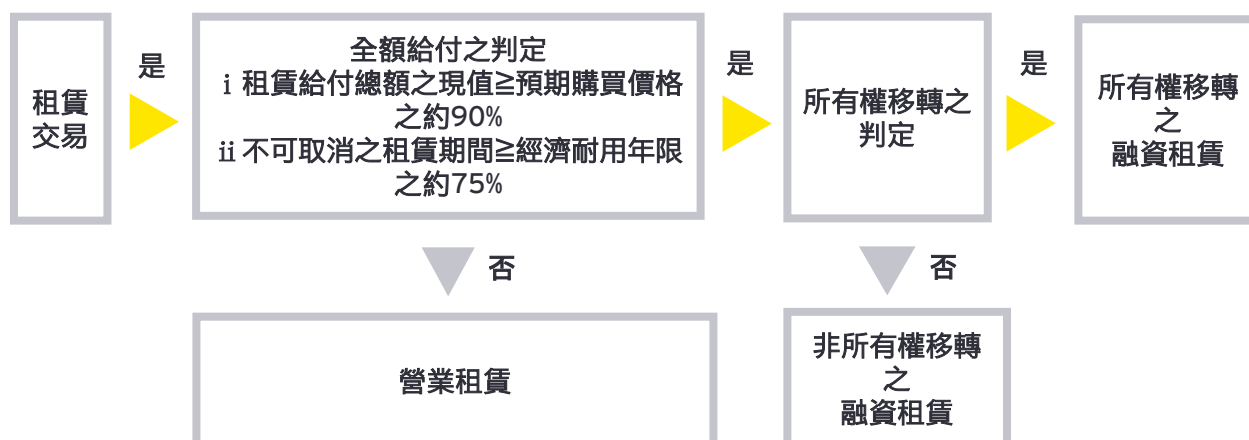 租賃
交易
是
全額給付之判定
i 租賃給付總額之現值≧預期購買價格
之約90%
ii 不可取消之租賃期間≧經濟耐用年限
之約75%
是
所有權移轉之
判定
是
所有權移轉
之
融資租賃
否
否
營業租賃
非所有權移轉
之
融資租賃